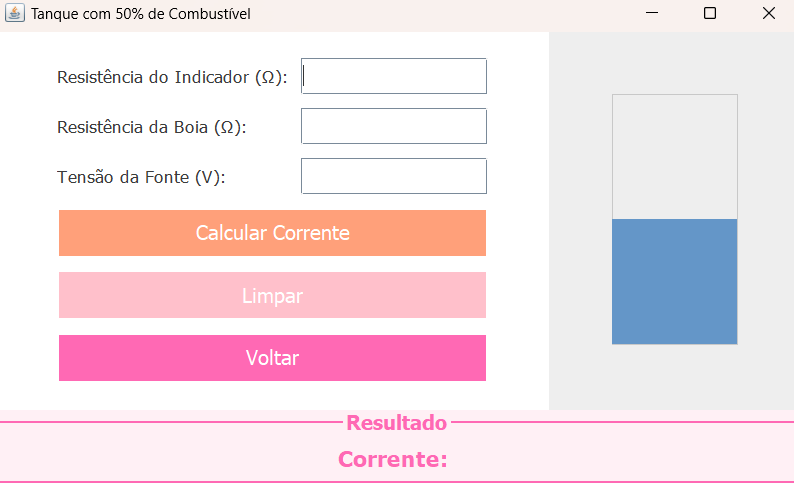 Tanque com 50% de Combustível
Resistência do Indicador (Ω):
Resistência da Boia (Ω):
Tensão da Fonte (V):
Calcular Corrente
Limpar
Voltar
Resultado
Corrente: